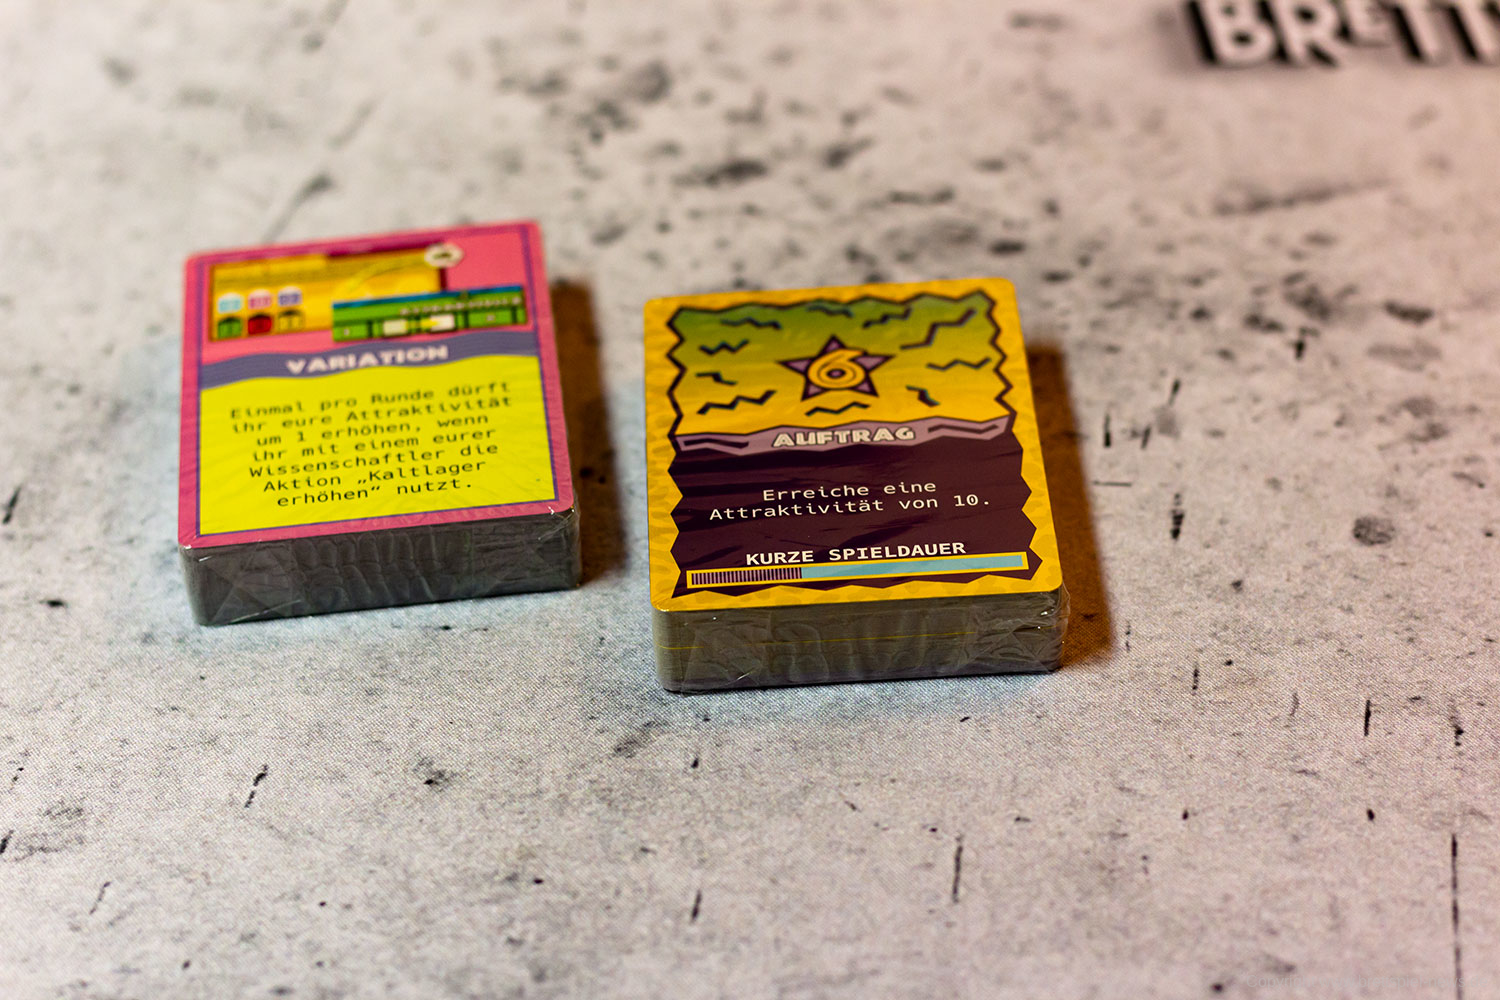 BRETT
VARIATION
Einmal pro Runde dürft
ihr eure Attraktivität
um 1 erhöhen, wenn
ihr mit einem eurer
Wissenschaftler die
Aktion „Kaltlager
erhöhen“ nutzt.
6
AUFTRAG
Erreiche eine
Attraktivität von 10.
KURZE SPIELDAUER